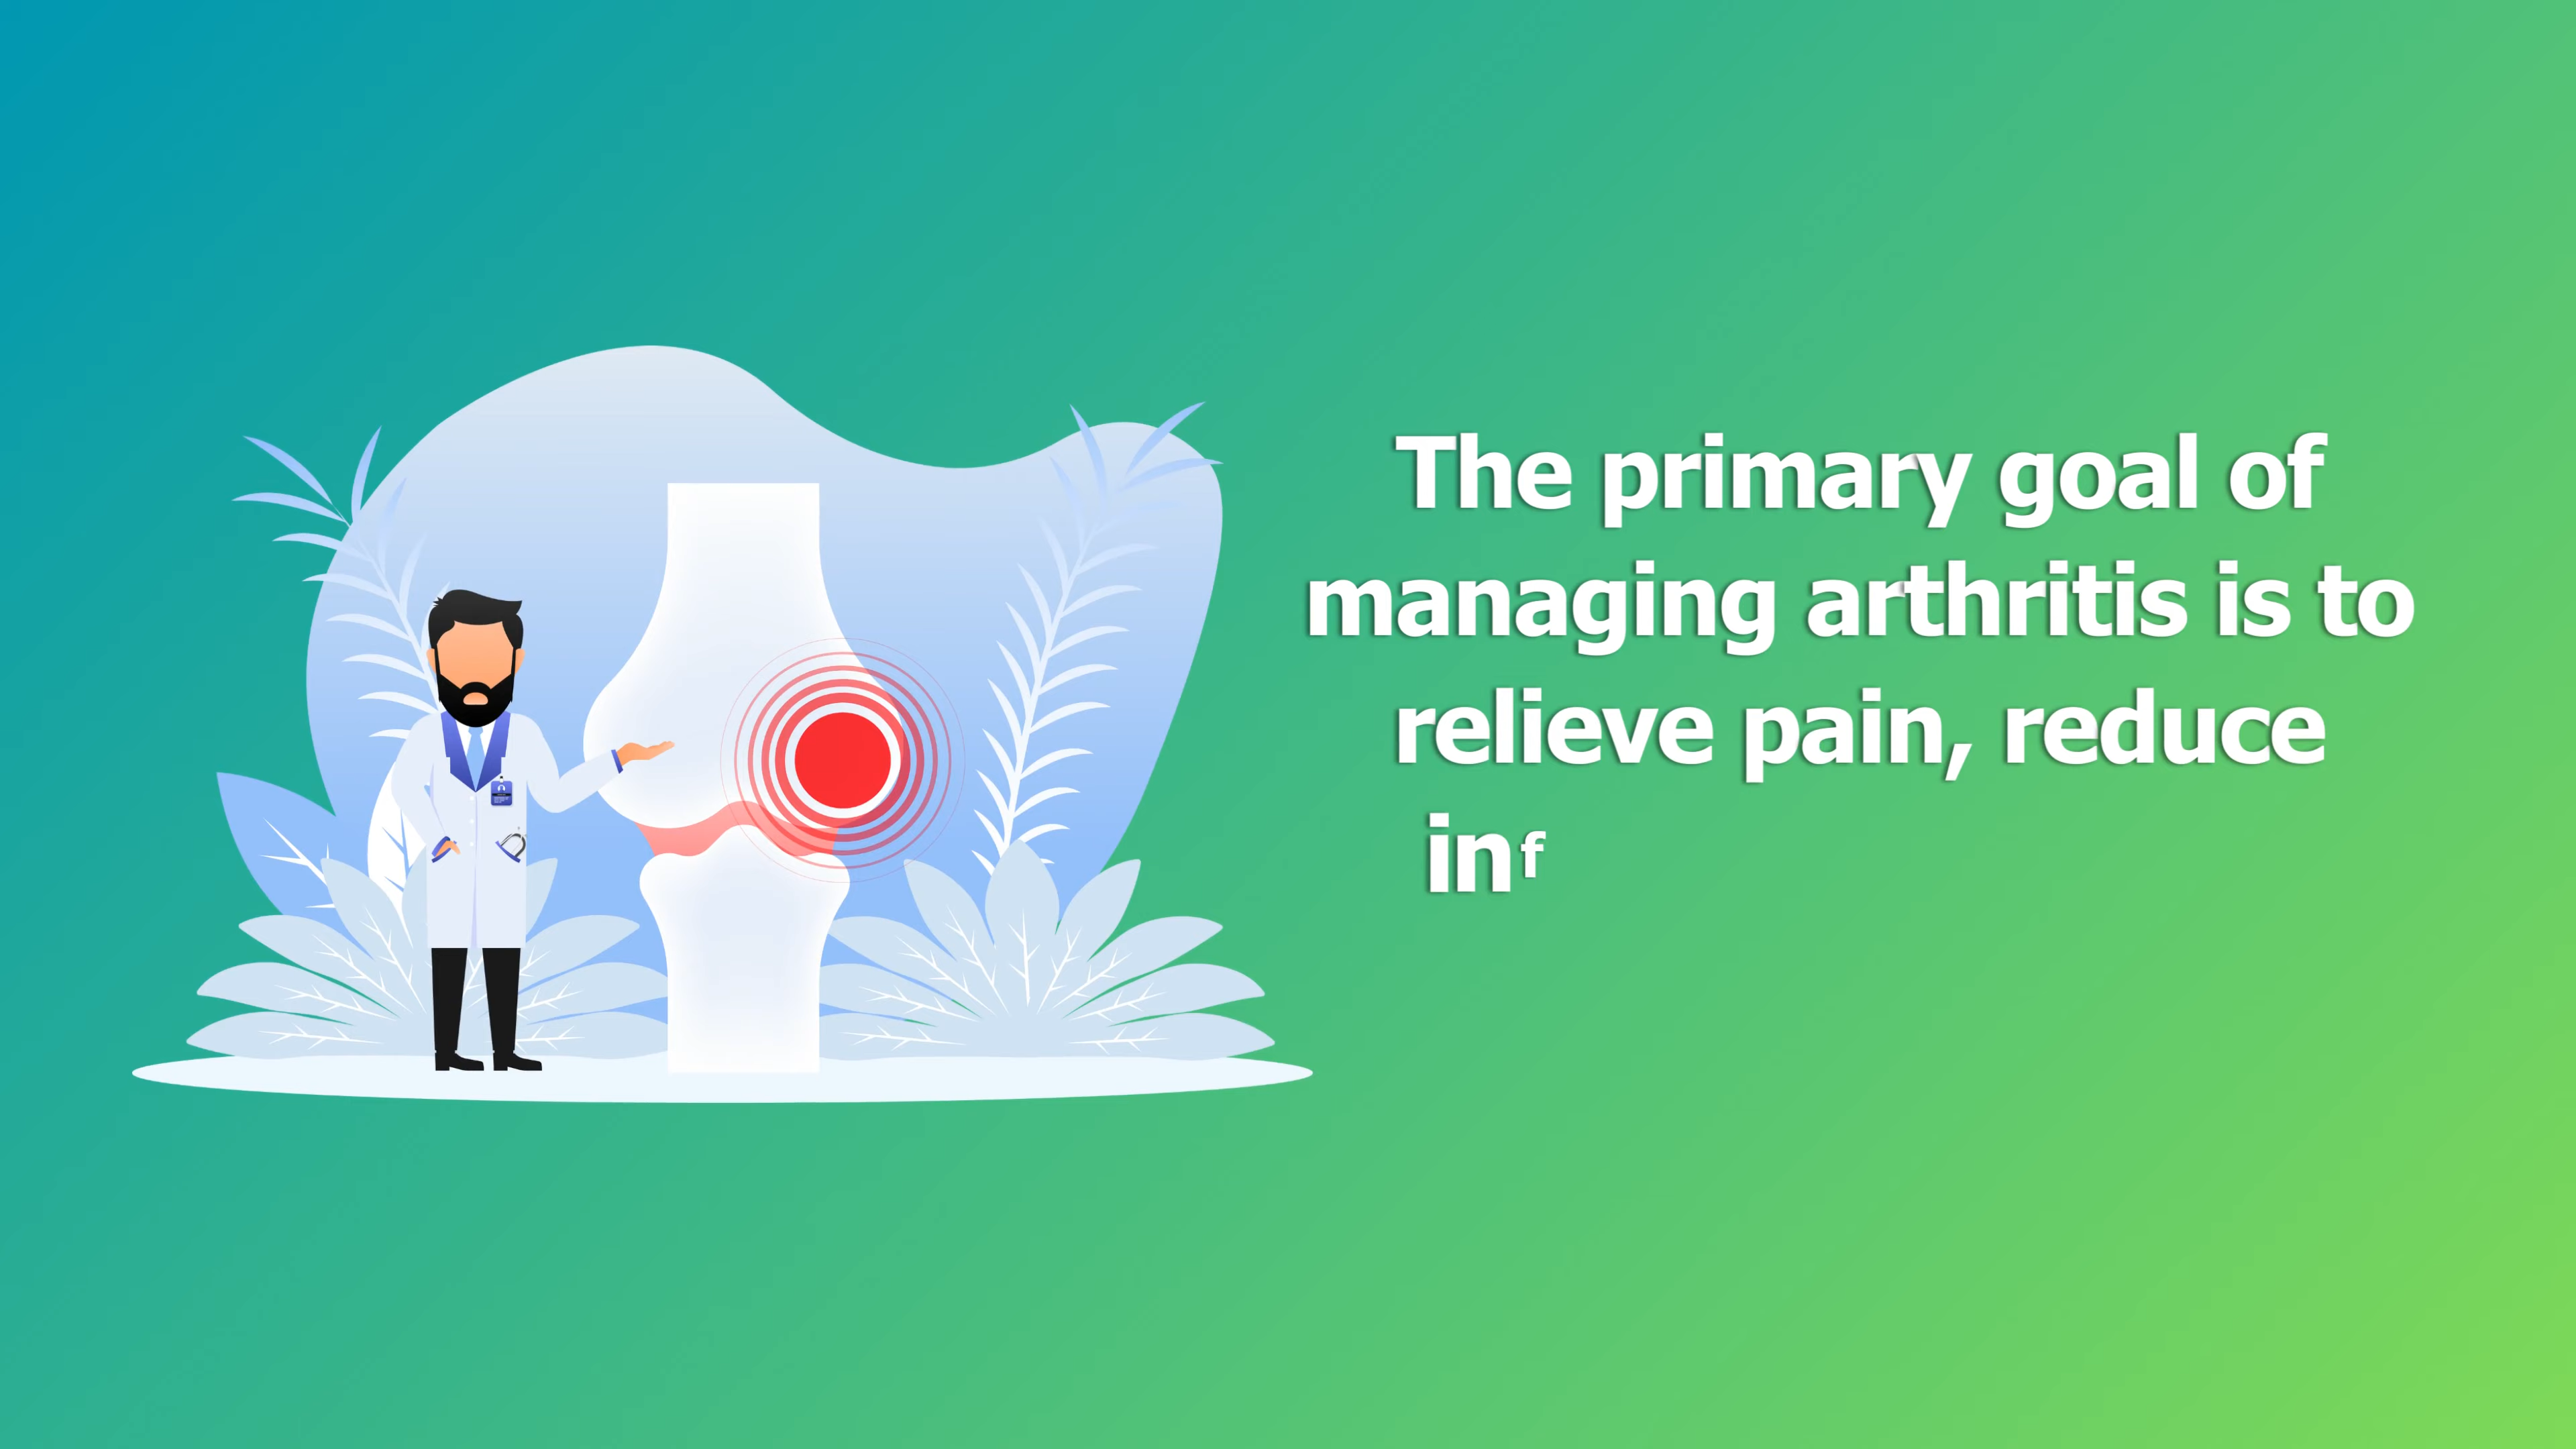 The primary goal of
managing arthritis is to
relieve pain, reduce
inf